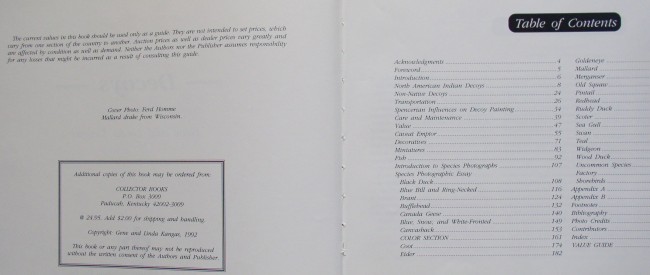 The current values in this book should be used only as a guide. They are not intended to set prices, which
vary from one section of the country to another. Auction prices as well as dealer prices vary greatly and
are affected by condition as well as demand. Neither the Authors nor the Publisher assumes responsibility
for any losses that might be incurred as a result of consulting this guide.
Cover Photo: Ferd Homme
Mallard drake from Wisconsin.
Additional copies of this book may be ordered from:
COLLECTOR BOOKS
P.O. Box 3009
Paducah, Kentucky 42002-3009
@ $24.95. Add $2.00 for shipping and handling.
Copyright: Gene and Linda Kangas, 1992
This book or any part thereof may not be reproduced
without the written consent of the Authors and Publisher.
Table of Contents
Acknowledgments 4
Foreword 5
Introduction 6
North American Indian Decoys 8
Non-Native Decoys 24
Transportation 26
Spencerian Influences on Decoy Painting 34
Care and Maintenance 39
Value 47
Caveat Emptor 55
Decorative 71
Miniatures 83
Fish 92
Introduction to Species Photographs 107
Species Photographic Essay
Black Duck 108
Blue Bill and Ring-Necked 116
Brant 124
Bufflehead 132
Canada Geese 140
Blue, Snow, and White-Fronted 149
Canvasback 153
COLOR SECTION 161
Coot 174
Eider 182
Goldeneye
Mallard
Merganser
Old Squaw
Pintail
Redhead
Ruddy Duck
Scoter
Sea Gull
Swan
Teal
Widgeon
Wood Duck
Uncommon Species
Factory
Shorebirds
Appendix A
Appendix B
Footnotes
Bibliography
Photo Credits
Contributors
Index
VALUE GUIDE